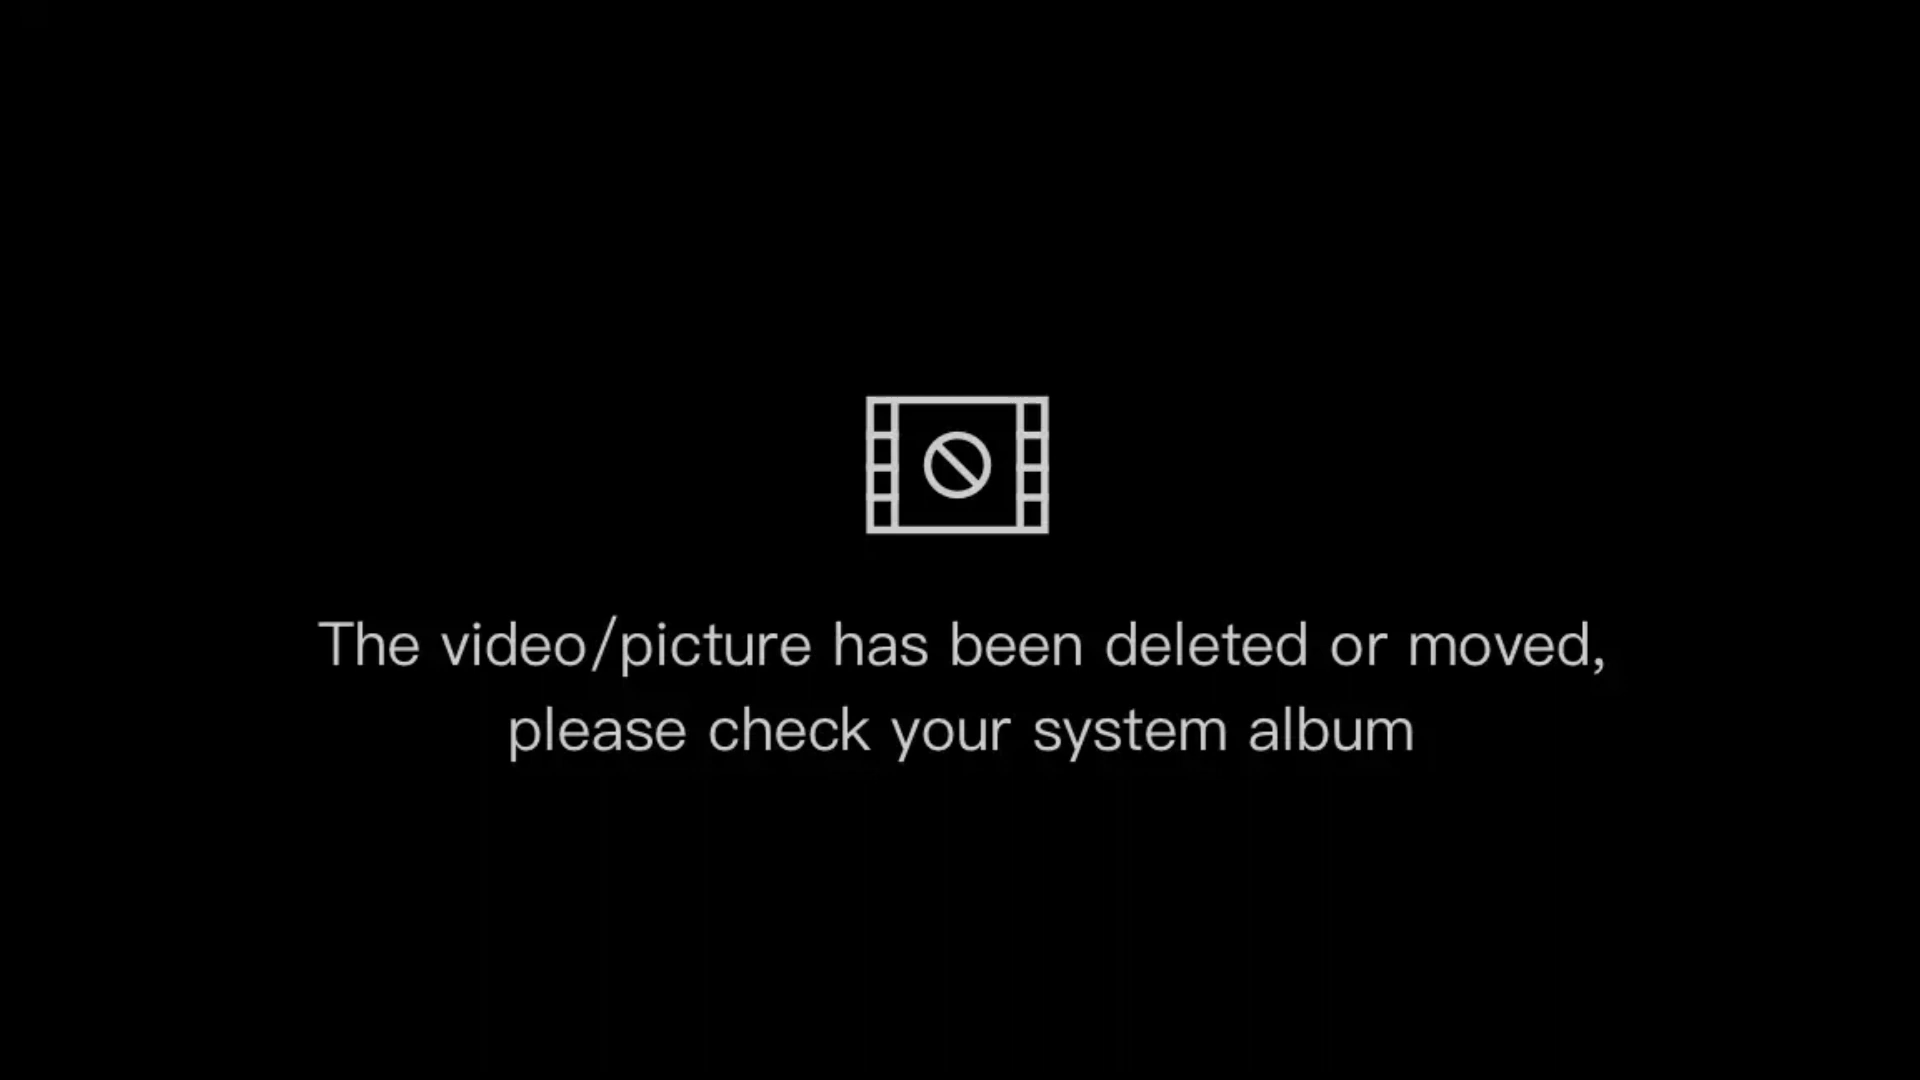 The video/picture has been deleted or moved,
please check your system album